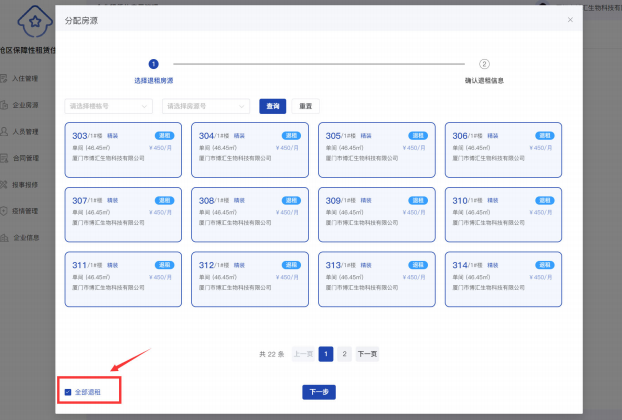 分配房源
×
汇生物科技有
沧区保障性租赁住
入住管理
企业房源
人员管理
合同管理
报事报修
疫情管理
企业信息
1
2
选择退租房源
确认退租信息
请选择楼栋号
请选择房屋号
查询
重置
303/1#楼 精装 退租
单间 (46.45㎡) ￥450/月
厦门市博汇生物科技有限公司
304/1#楼 精装 退租
单间 (46.45㎡) ￥450/月
厦门市博汇生物科技有限公司
305/1#楼 精装 退租
单间 (46.45㎡) ￥450/月
厦门市博汇生物科技有限公司
306/1#楼 精装 退租
单间 (46.45㎡) ￥450/月
厦门市博汇生物科技有限公司
307/1#楼 精装 退租
单间 (46.45㎡) ￥450/月
厦门市博汇生物科技有限公司
308/1#楼 精装 退租
单间 (46.45㎡) ￥450/月
厦门市博汇生物科技有限公司
309/1#楼 精装 退租
单间 (46.45㎡) ￥450/月
厦门市博汇生物科技有限公司
310/1#楼 精装 退租
单间 (46.45㎡) ￥450/月
厦门市博汇生物科技有限公司
311/1#楼 精装 退租
单间 (46.45㎡) ￥450/月
厦门市博汇生物科技有限公司
312/1#楼 精装 退租
单间 (46.45㎡) ￥450/月
厦门市博汇生物科技有限公司
313/1#楼 精装 退租
单间 (46.45㎡) ￥450/月
厦门市博汇生物科技有限公司
314/1#楼 精装 退租
单间 (46.45㎡) ￥450/月
厦门市博汇生物科技有限公司
共 22 条 上一页 1 2 下一页
全部退租
下一步